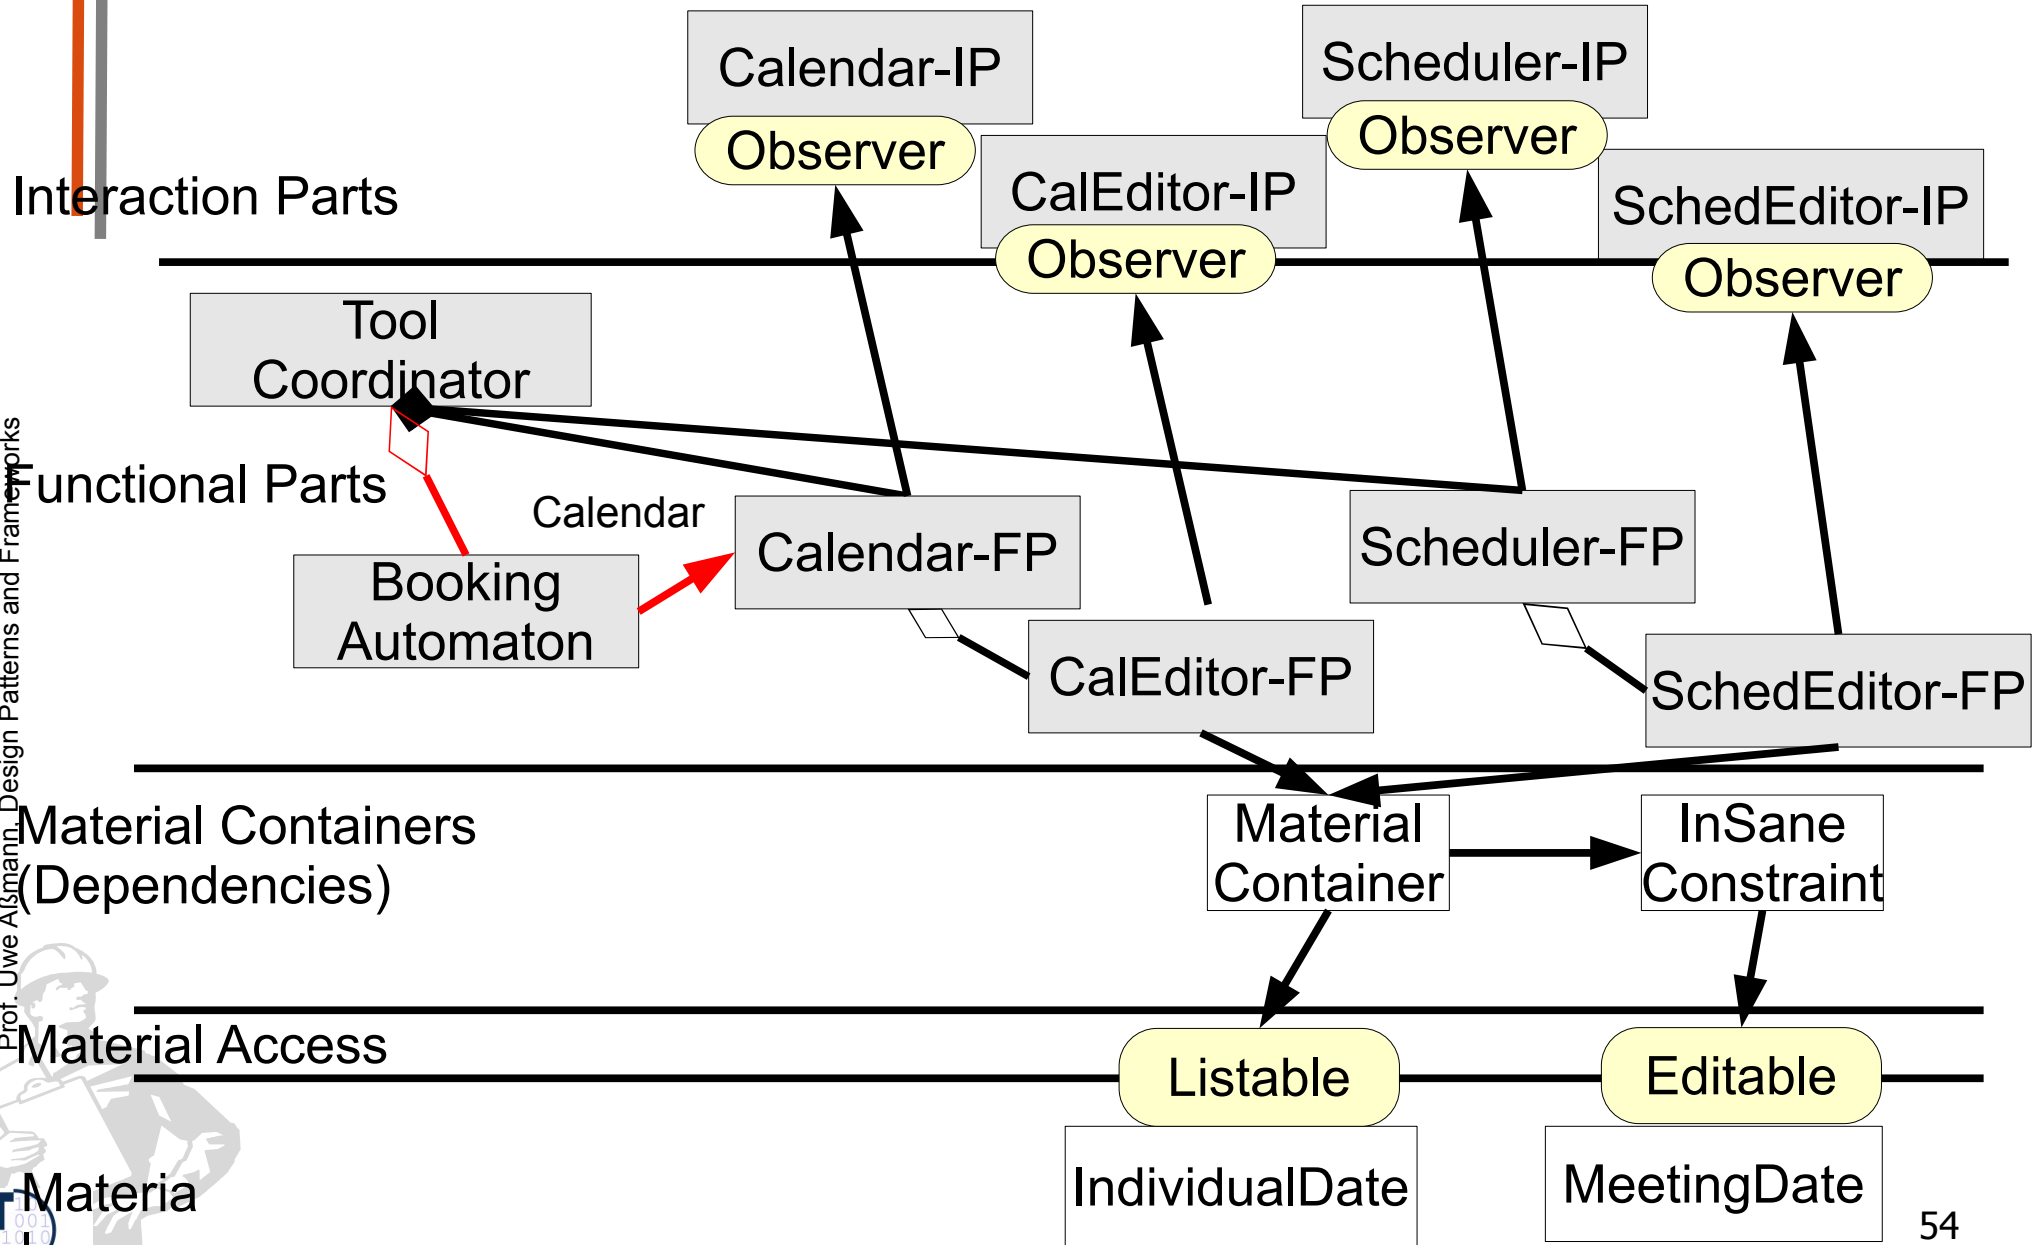 Calendar-IP
Scheduler-IP
Observer
Observer
CalEditor-IP
SchedEditor-IP
Interaction Parts
Observer
Observer
Tool
Coordinator
Functional Parts
Calendar
Calendar-FP
Scheduler-FP
Booking
Automaton
CalEditor-FP
SchedEditor-FP
Material Containers
(Dependencies)
Material
Container
InSane
Constraint
Material Access
Listable
Editable
IndividualDate
MeetingDate
Materia
Prof. Uwe Aßmann, Design Patterns and Frameworks
54